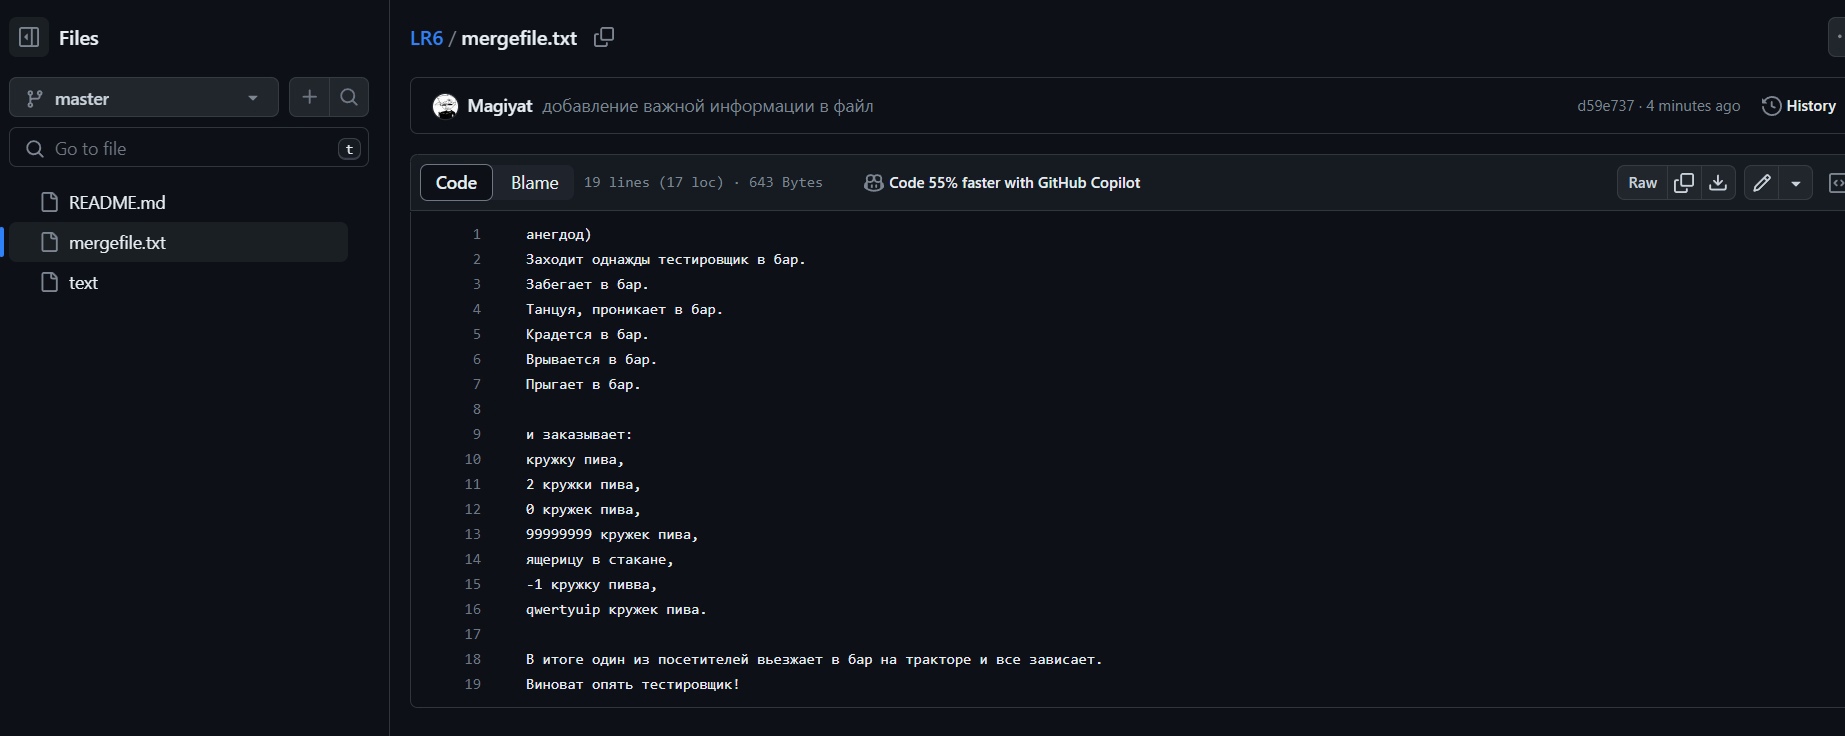 Files
master
Go to file
t
README.md
mergefile.txt
text
LR6 / mergefile.txt
Magiyat добавление важной информации в файл
d59e737 · 4 minutes ago
History
Code
Blame
19 lines (17 loc) · 643 Bytes
Code 55% faster with GitHub Copilot
Raw
1 анегдод)
2 Заходит однажды тестировщик в бар.
3 Забегает в бар.
4 Танцуя, проникает в бар.
5 Крадется в бар.
6 Врывается в бар.
7 Прыгает в бар.
8
9 и заказывает:
10 кружку пива,
11 2 кружки пива,
12 0 кружек пива,
13 99999999 кружек пива,
14 ящерицу в стакане,
15 -1 кружку пивва,
16 qwertyuip кружек пива.
17
18 В итоге один из посетителей вьезжает в бар на тракторе и все зависает.
19 Виноват опять тестировщик!